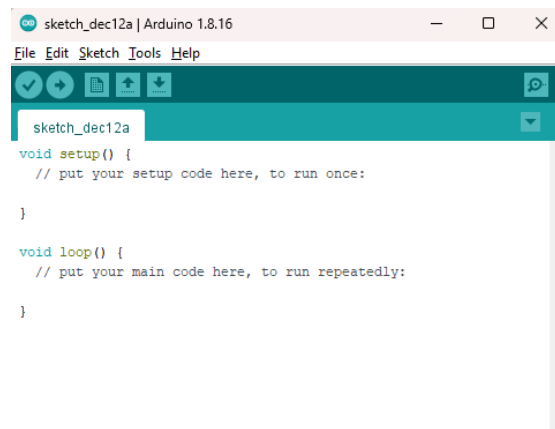 sketch_dec12a | Arduino 1.8.16
File Edit Sketch Tools Help
sketch_dec12a
void setup() {
  // put your setup code here, to run once:
}
void loop() {
  // put your main code here, to run repeatedly:
}